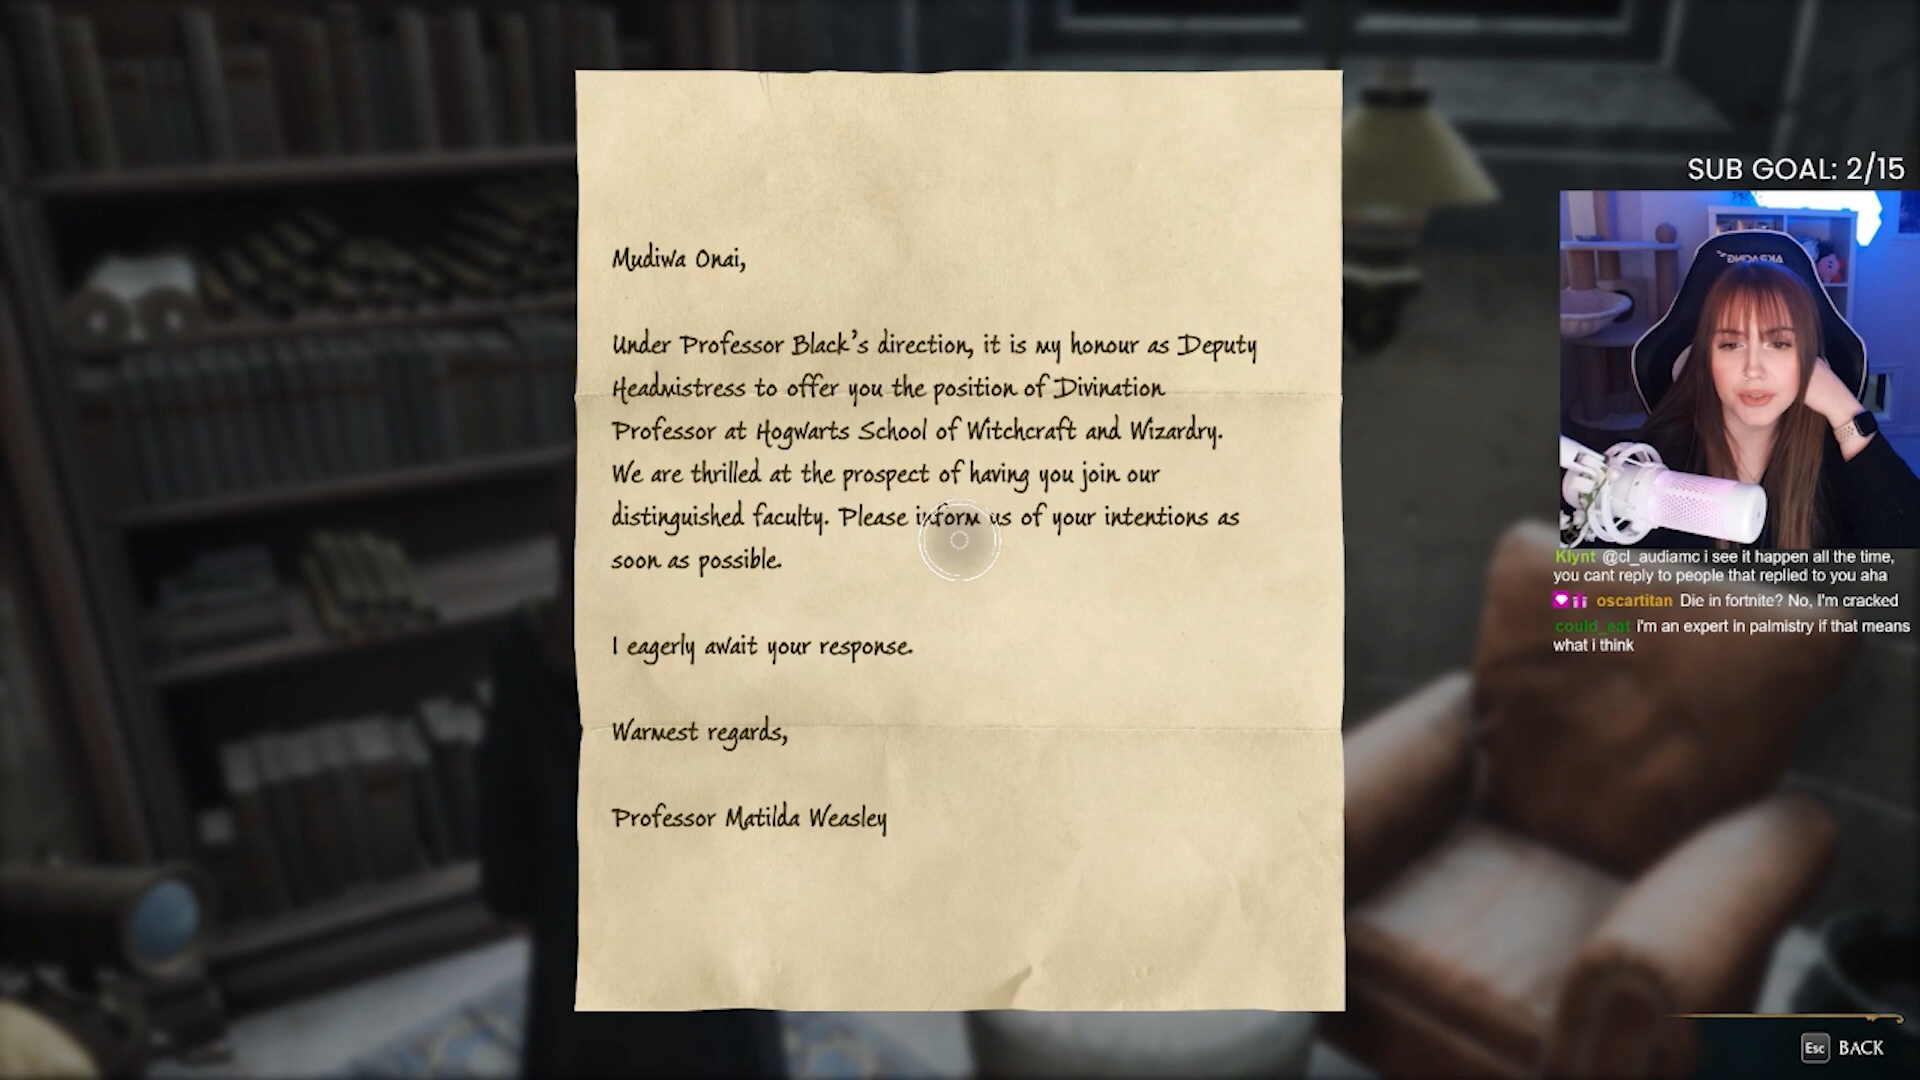 Mudiwa Onai,
Under Professor Black's direction, it is my honour as Deputy
Headmistress to offer you the position of Divination
Professor at Hogwarts School of Witchcraft and Wizardry.
We are thrilled at the prospect of having you join our
distinguished faculty. Please inform us of your intentions as
soon as possible.
I eagerly await your response.
Warmest regards,
Professor Matilda Weasley
SUB GOAL: 2/15
AKRACING
Klynt @cl_audiamc i see it happen all the time,
you cant reply to people that replied to you aha
oscartitan Die in fortnite? No, I'm cracked
could_eat i'm an expert in palmistry if that means
what i think
Esc BACK